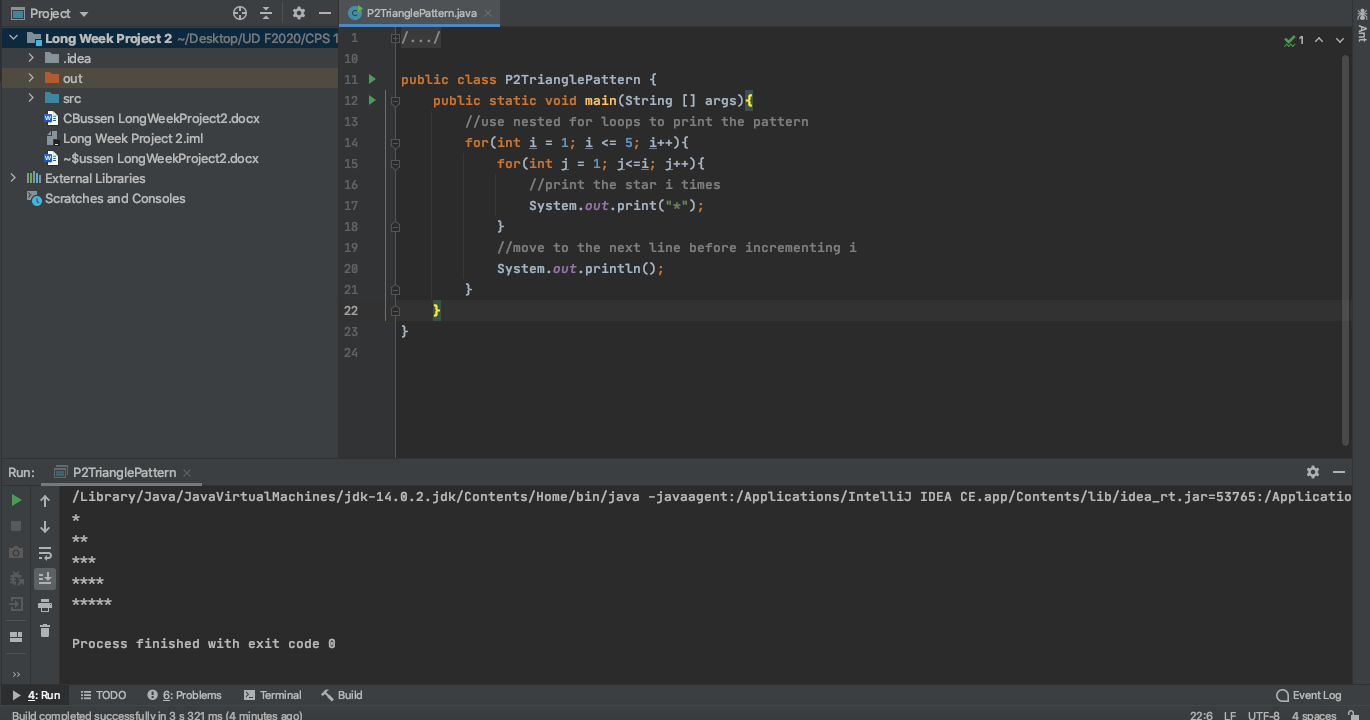 Project
P2TrianglePattern.java
Long Week Project 2 ~/Desktop/UD F2020/CPS 1
.idea
out
src
CBussen LongWeekProject2.docx
Long Week Project 2.iml
~$ussen LongWeekProject2.docx
External Libraries
Scratches and Consoles
1 /.../
10
11 public class P2TrianglePattern {
12 public static void main(String [] args){
13 //use nested for loops to print the pattern
14 for(int i = 1; i <= 5; i++){
15 for(int j = 1; j<=i; j++){
16 //print the star i times
17 System.out.print("*");
18 }
19 //move to the next line before incrementing i
20 System.out.println();
21 }
22 }
23 }
24
1
Ant
Run: P2TrianglePattern
/Library/Java/JavaVirtualMachines/jdk-14.0.2.jdk/Contents/Home/bin/java -javaagent:/Applications/IntelliJ IDEA CE.app/Contents/lib/idea_rt.jar=53765:/Applicatio
*
**
***
****
*****
Process finished with exit code 0
4: Run TODO 6: Problems Terminal Build Event Log
Build completed successfully in 3 s 321 ms (4 minutes ago) 22:6 LF UTF-8 4 spaces